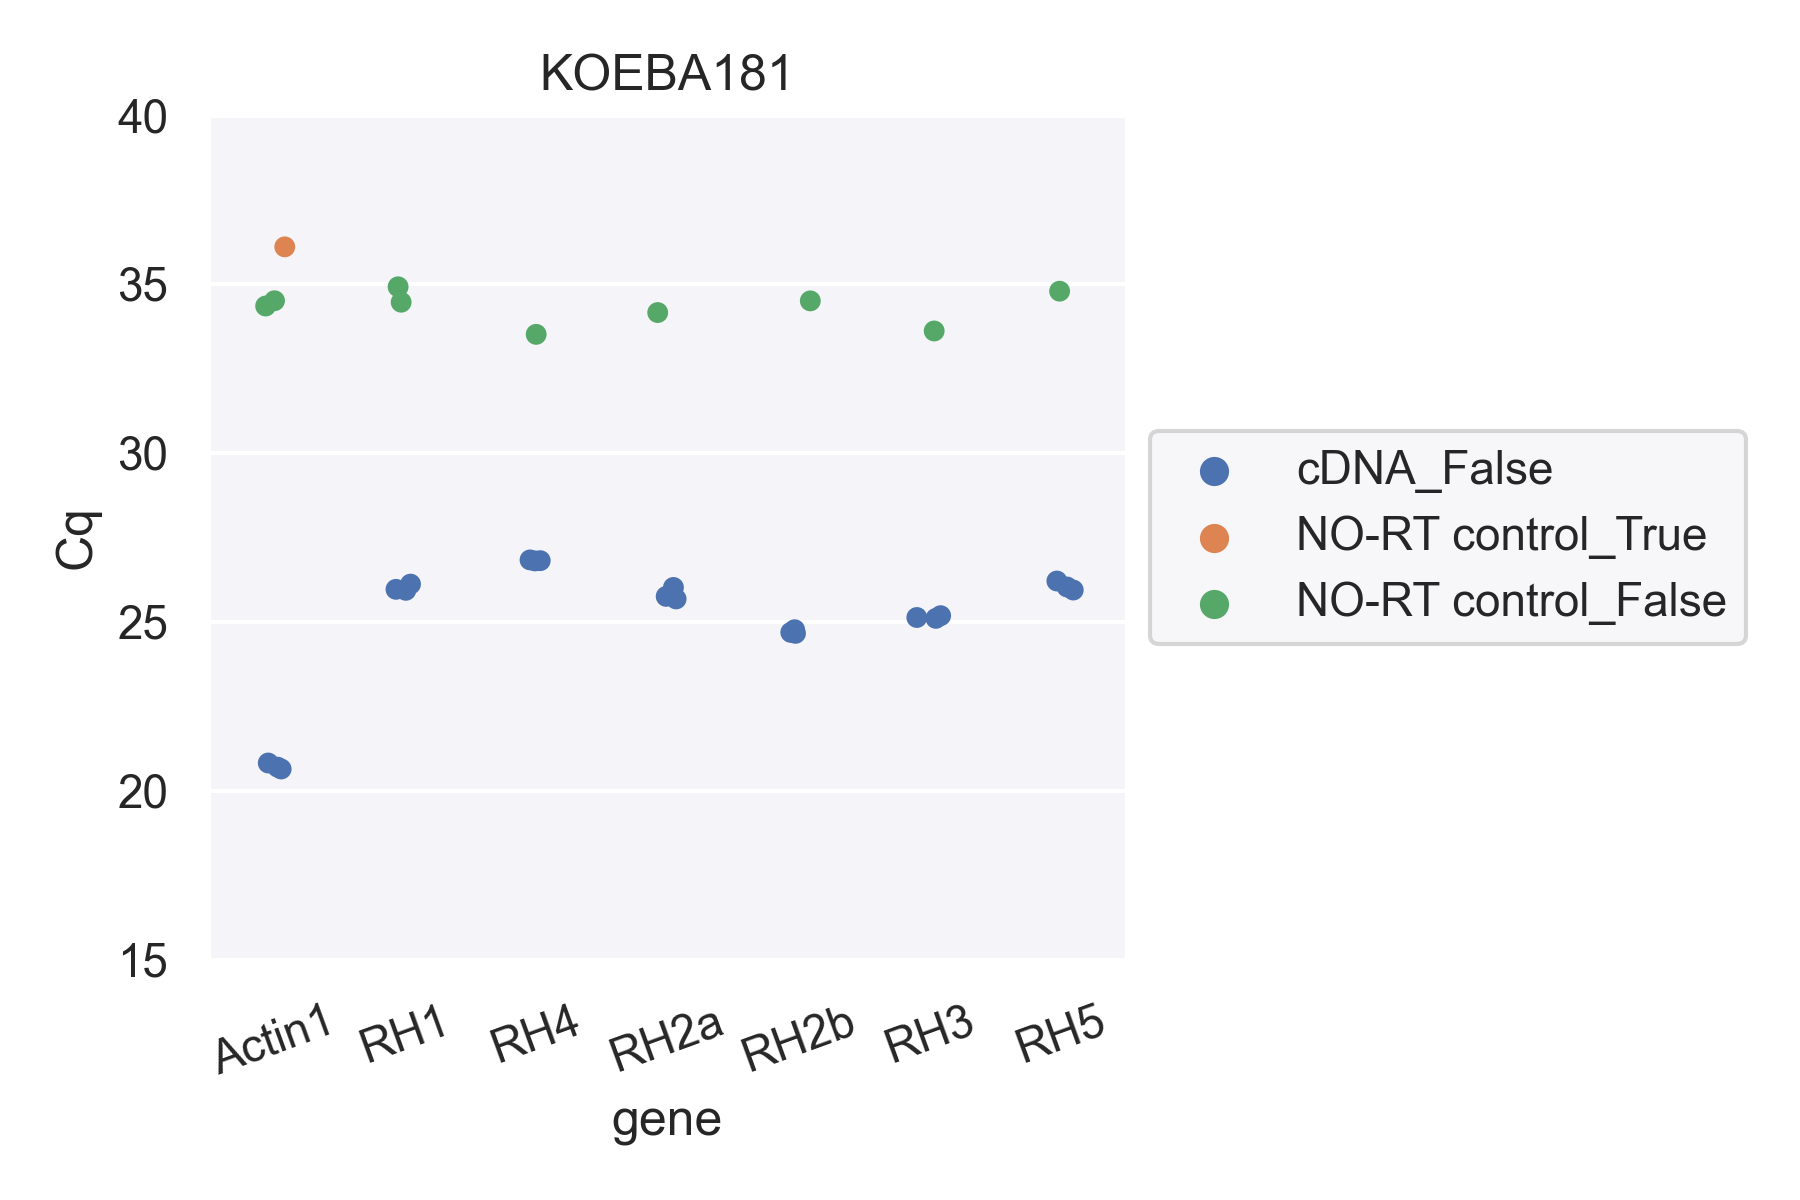 KOEBA181
40
35
30
25
20
15
Cq
Actin1 RH1 RH4 RH2a RH2b RH3 RH5
gene
cDNA_False
NO-RT control_True
NO-RT control_False